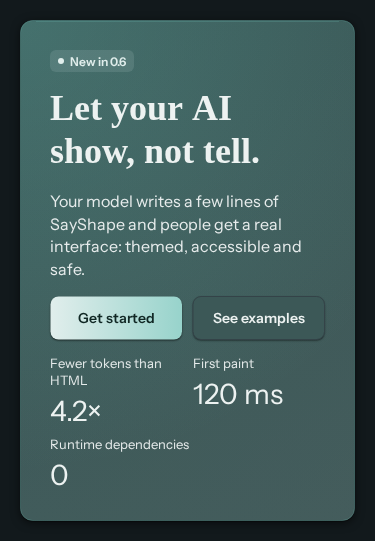 New in 0.6
Let your AI
show, not tell.
Your model writes a few lines of
SayShape and people get a real
interface: themed, accessible and
safe.
Get started
See examples
Fewer tokens than
HTML
4.2×
First paint
120 ms
Runtime dependencies
0